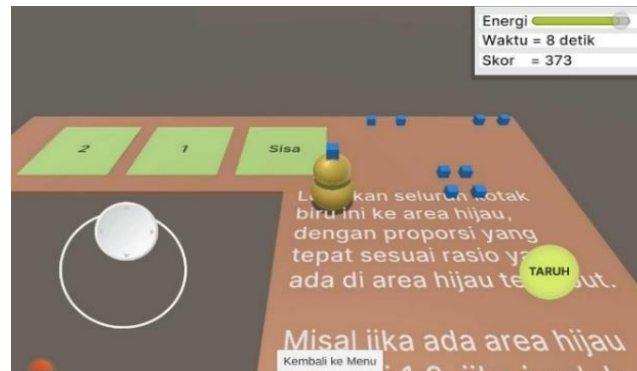 Energi
Waktu = 8 detik
Skor = 373
2 1 Sisa
seluruh kotak
biru ini ke area hijau,
dengan proporsi yang
tepat sesuai rasio
ada di area hijau
TARUH
Misal jika ada area hijau
Kembali ke Menu